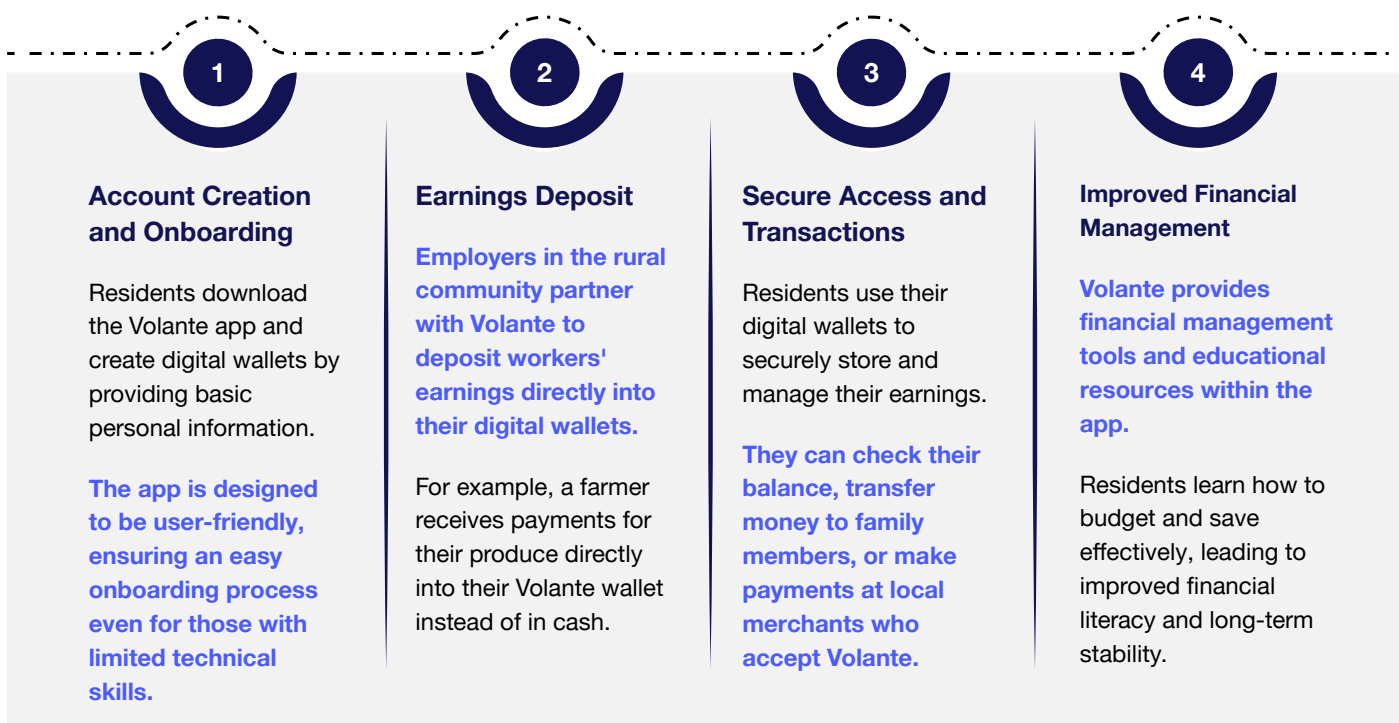 1
Account Creation
and Onboarding
Residents download
the Volante app and
create digital wallets by
providing basic
personal information.
The app is designed
to be user-friendly,
ensuring an easy
onboarding process
even for those with
limited technical
skills.
2
Earnings Deposit
Employers in the rural
community partner
with Volante to
deposit workers'
earnings directly into
their digital wallets.
For example, a farmer
receives payments for
their produce directly
into their Volante wallet
instead of in cash.
3
Secure Access and
Transactions
Residents use their
digital wallets to
securely store and
manage their earnings.
They can check their
balance, transfer
money to family
members, or make
payments at local
merchants who
accept Volante.
4
Improved Financial
Management
Volante provides
financial management
tools and educational
resources within the
app.
Residents learn how to
budget and save
effectively, leading to
improved financial
literacy and long-term
stability.